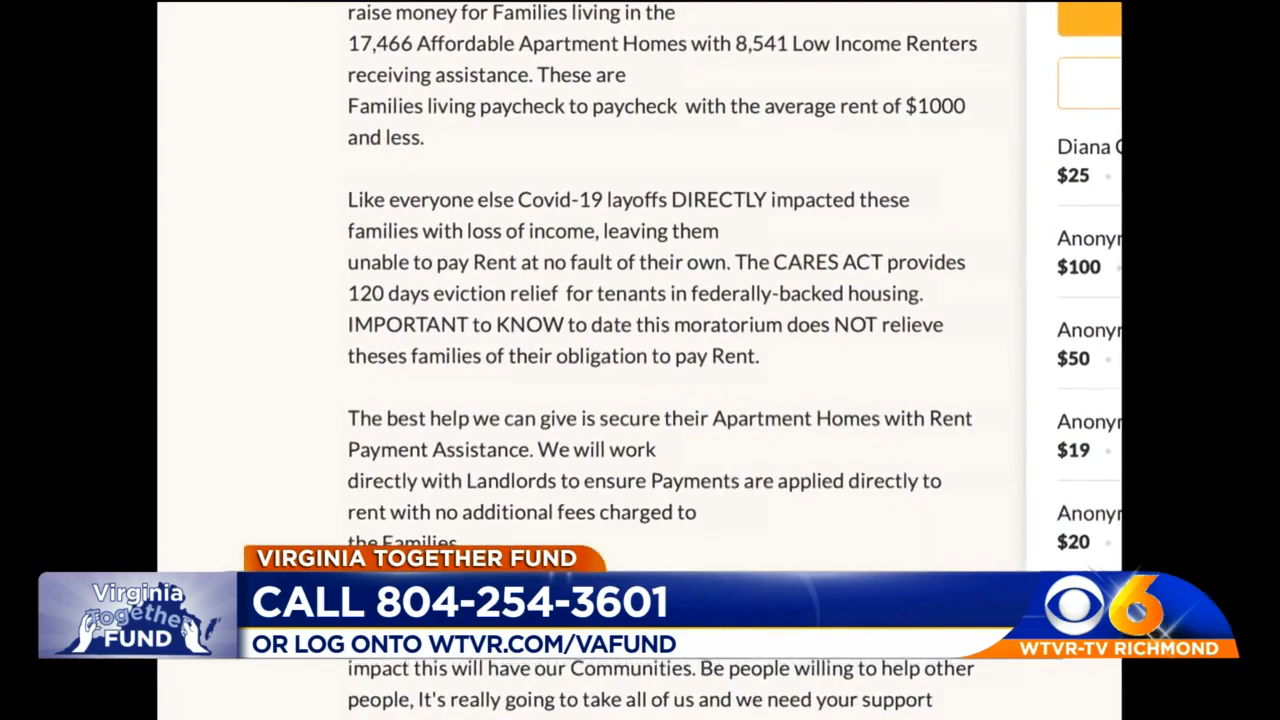 raise money for Families living in the
17,466 Affordable Apartment Homes with 8,541 Low Income Renters
receiving assistance. These are
Families living paycheck to paycheck with the average rent of $1000
and less.
Like everyone else Covid-19 layoffs DIRECTLY impacted these
families with loss of income, leaving them
unable to pay Rent at no fault of their own. The CARES ACT provides
120 days eviction relief for tenants in federally-backed housing.
IMPORTANT to KNOW to date this moratorium does NOT relieve
theses families of their obligation to pay Rent.
The best help we can give is secure their Apartment Homes with Rent
Payment Assistance. We will work
directly with Landlords to ensure Payments are applied directly to
rent with no additional fees charged to
the Families
impact this will have our Communities. Be people willing to help other
people, It's really going to take all of us and we need your support
Diana
$25
$100
$50
$19
$20
VIRGINIA TOGETHER FUND
Virginia
Together
FUND
CALL 804-254-3601
OR LOG ONTO WTVR.COM/VAFUND
6
WTVR-TV RICHMOND